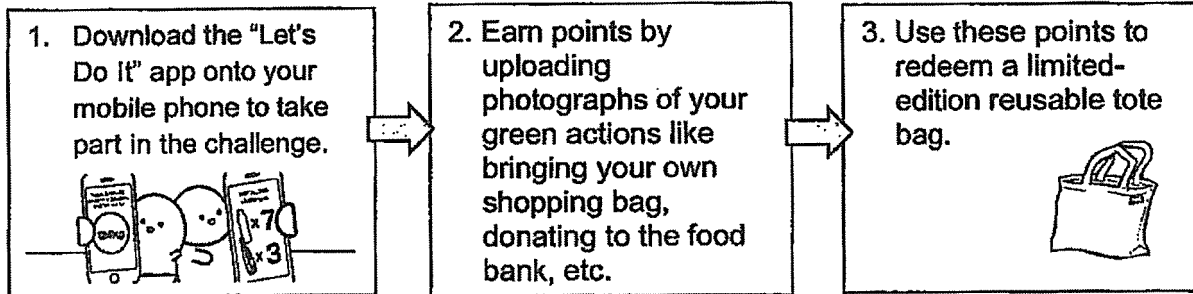 1. Download the "Let's
Do It" app onto your
mobile phone to take
part in the challenge.
x7
x3
2. Earn points by
uploading
photographs of your
green actions like
bringing your own
shopping bag,
donating to the food
bank, etc.
3. Use these points to
redeem a limited-
edition reusable tote
bag.